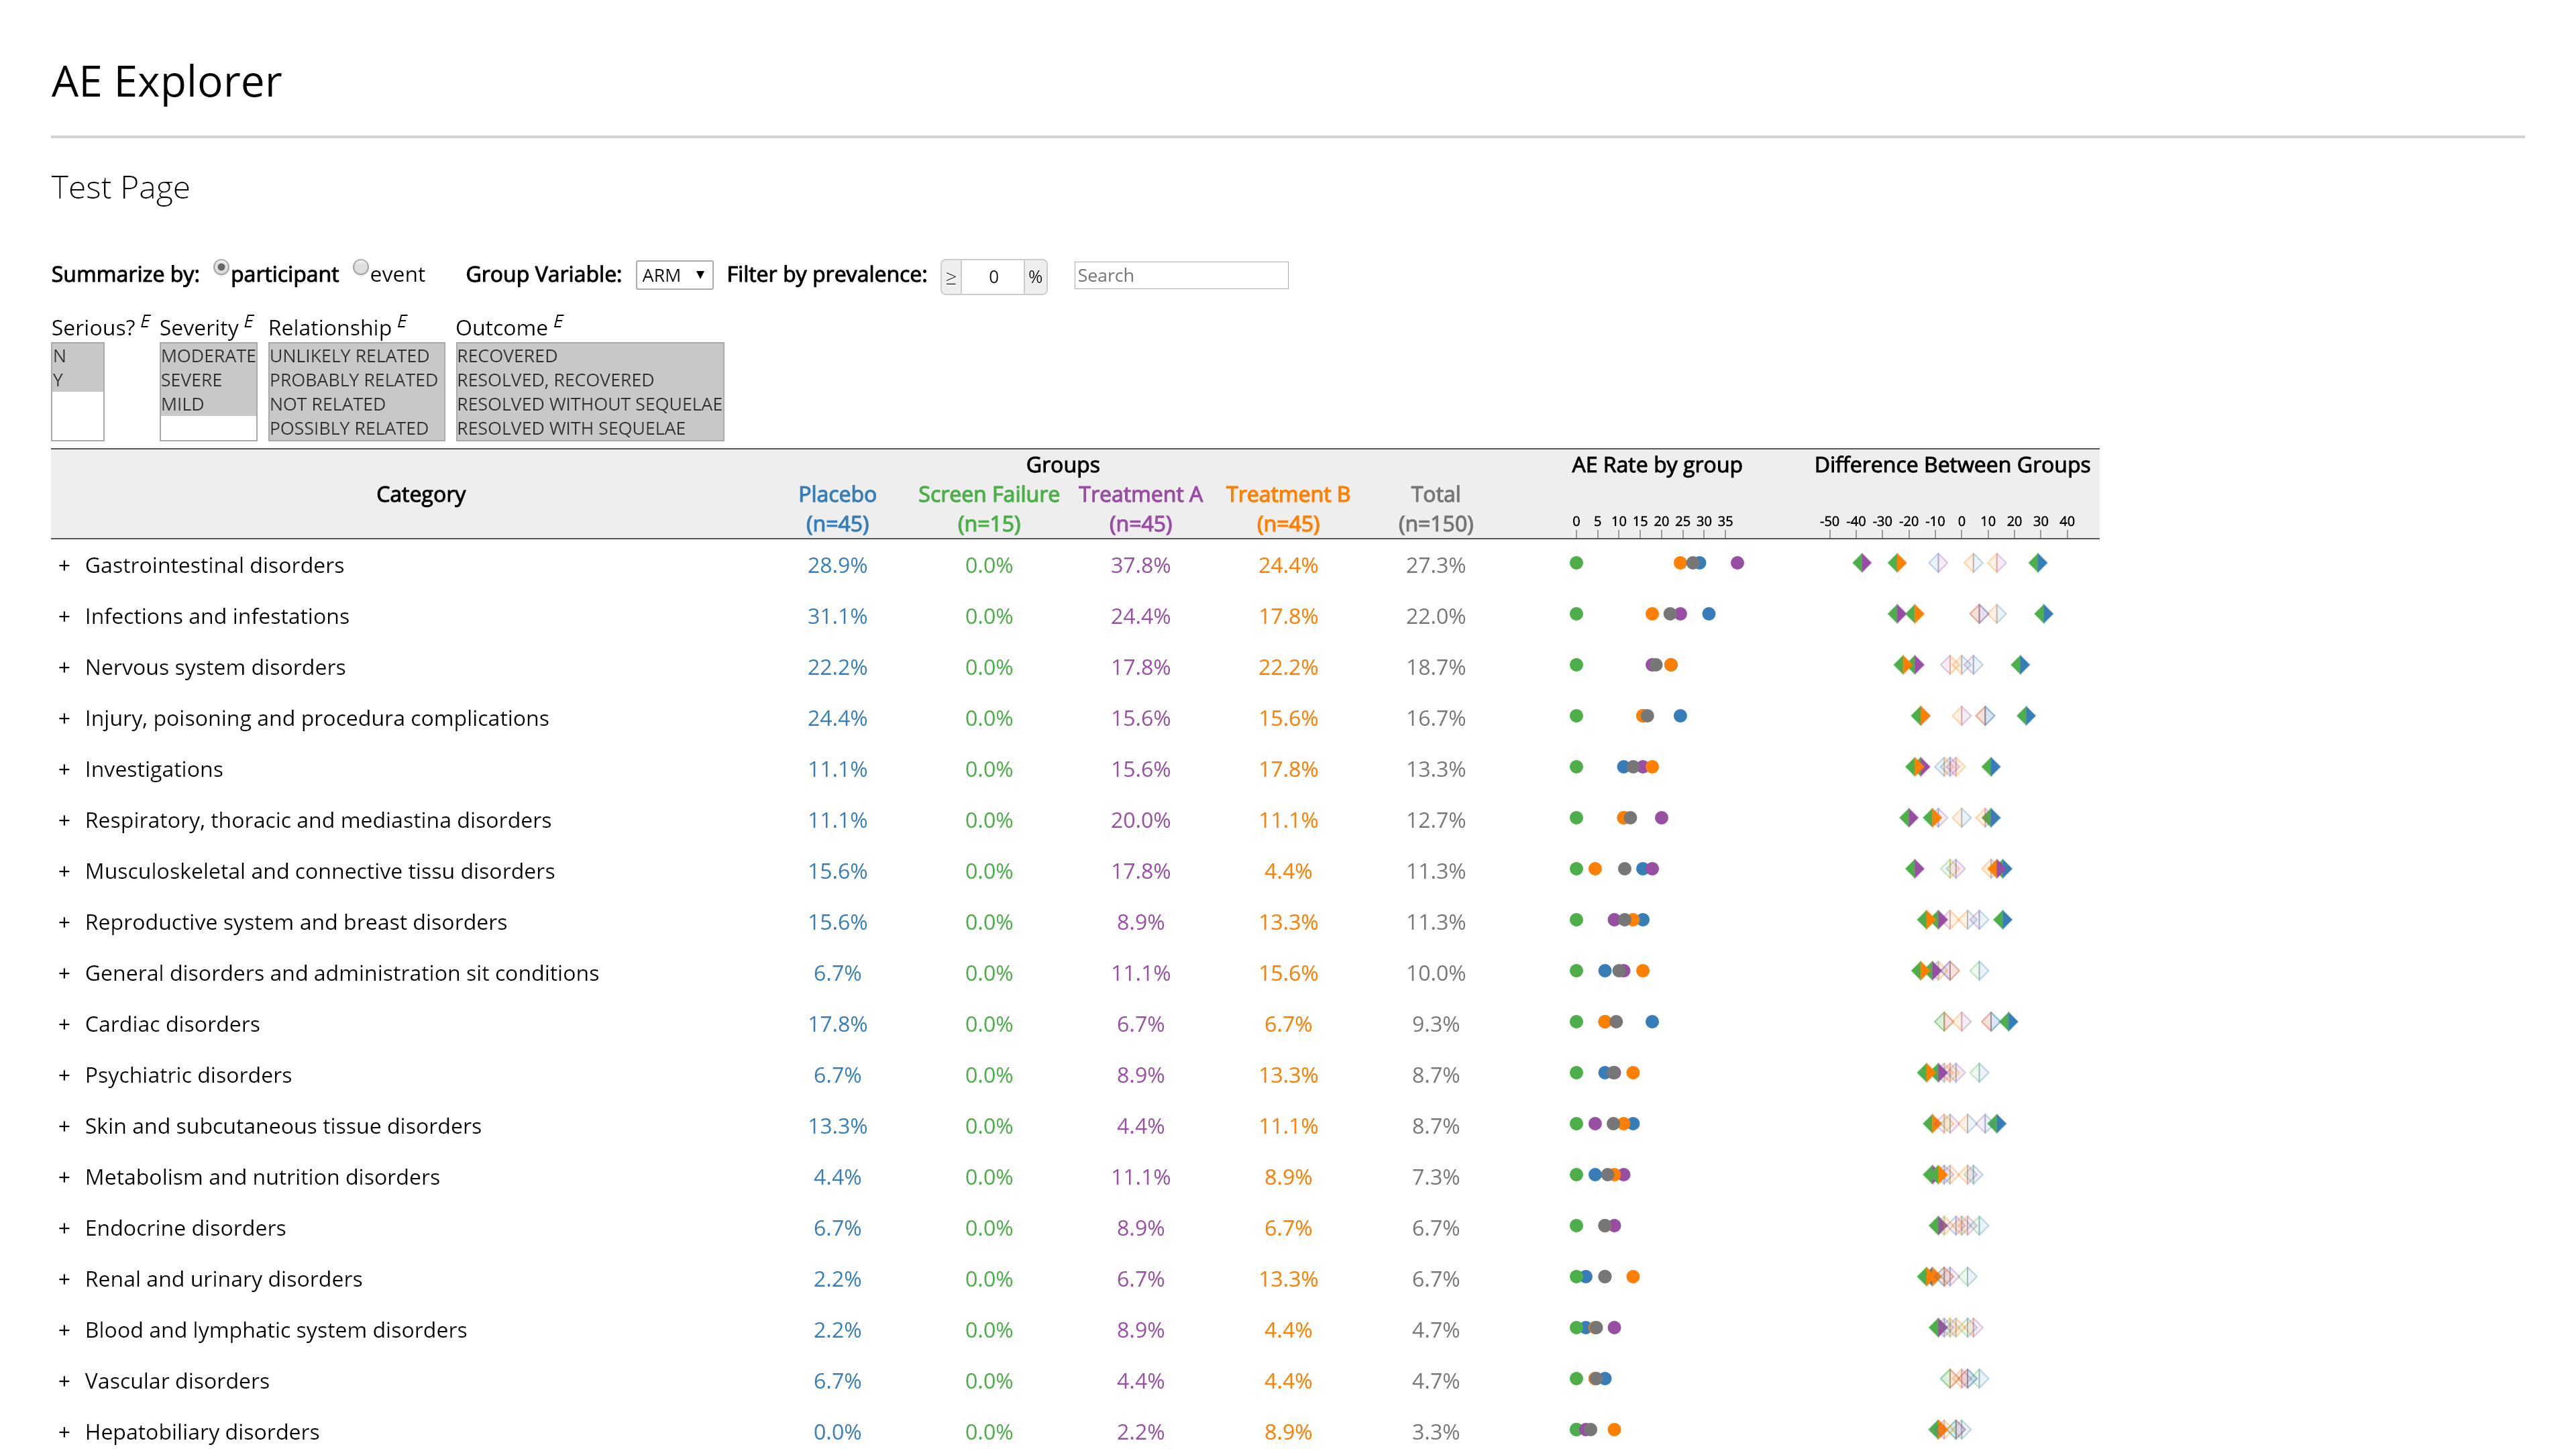 AE Explorer
Test Page
Summarize by: participant event Group Variable: ARM ▼ Filter by prevalence: ≥ 0 % Search
Serious? E Severity E Relationship E Outcome E
N MODERATE UNLIKELY RELATED RECOVERED
Y SEVERE PROBABLY RELATED RESOLVED, RECOVERED
MILD NOT RELATED RESOLVED WITHOUT SEQUELAE
POSSIBLY RELATED RESOLVED WITH SEQUELAE
Groups AE Rate by group Difference Between Groups
Category Placebo Screen Failure Treatment A Treatment B Total
(n=45) (n=15) (n=45) (n=45) (n=150) 0 5 10 15 20 25 30 35 -50 -40 -30 -20 -10 0 10 20 30 40
+ Gastrointestinal disorders 28.9% 0.0% 37.8% 24.4% 27.3%
+ Infections and infestations 31.1% 0.0% 24.4% 17.8% 22.0%
+ Nervous system disorders 22.2% 0.0% 17.8% 22.2% 18.7%
+ Injury, poisoning and procedura complications 24.4% 0.0% 15.6% 15.6% 16.7%
+ Investigations 11.1% 0.0% 15.6% 17.8% 13.3%
+ Respiratory, thoracic and mediastina disorders 11.1% 0.0% 20.0% 11.1% 12.7%
+ Musculoskeletal and connective tissu disorders 15.6% 0.0% 17.8% 4.4% 11.3%
+ Reproductive system and breast disorders 15.6% 0.0% 8.9% 13.3% 11.3%
+ General disorders and administration sit conditions 6.7% 0.0% 11.1% 15.6% 10.0%
+ Cardiac disorders 17.8% 0.0% 6.7% 6.7% 9.3%
+ Psychiatric disorders 6.7% 0.0% 8.9% 13.3% 8.7%
+ Skin and subcutaneous tissue disorders 13.3% 0.0% 4.4% 11.1% 8.7%
+ Metabolism and nutrition disorders 4.4% 0.0% 11.1% 8.9% 7.3%
+ Endocrine disorders 6.7% 0.0% 8.9% 6.7% 6.7%
+ Renal and urinary disorders 2.2% 0.0% 6.7% 13.3% 6.7%
+ Blood and lymphatic system disorders 2.2% 0.0% 8.9% 4.4% 4.7%
+ Vascular disorders 6.7% 0.0% 4.4% 4.4% 4.7%
+ Hepatobiliary disorders 0.0% 0.0% 2.2% 8.9% 3.3%